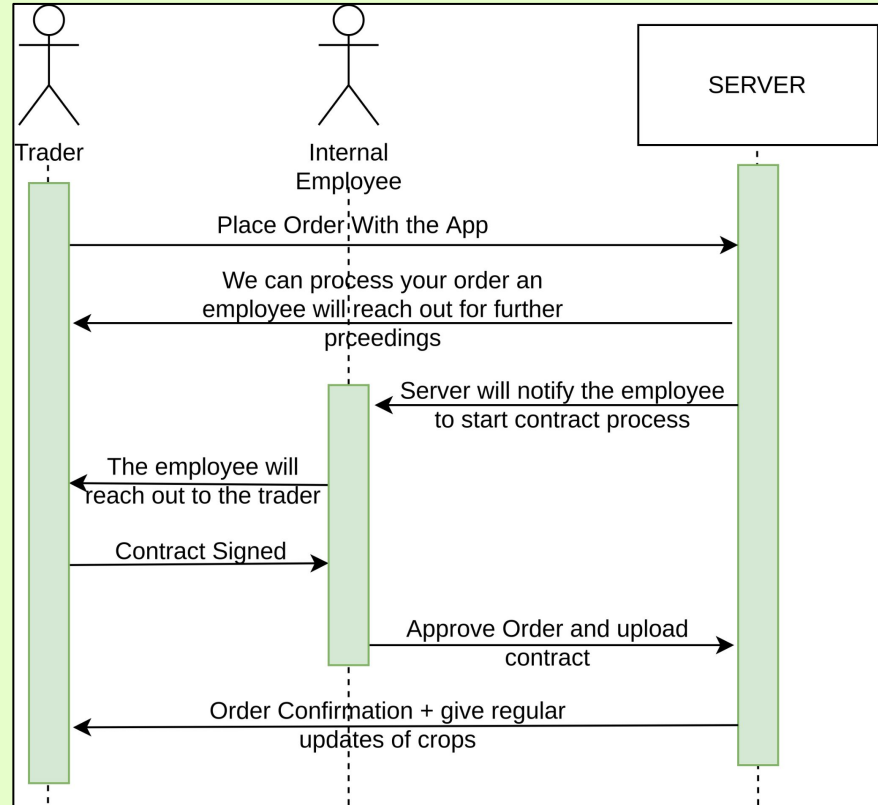 Trader
Internal
Employee
SERVER
Place Order With the App
We can process your order an
employee will reach out for further
prceedings
Server will notify the employee
to start contract process
The employee will
reach out to the trader
Contract Signed
Approve Order and upload
contract
Order Confirmation + give regular
updates of crops